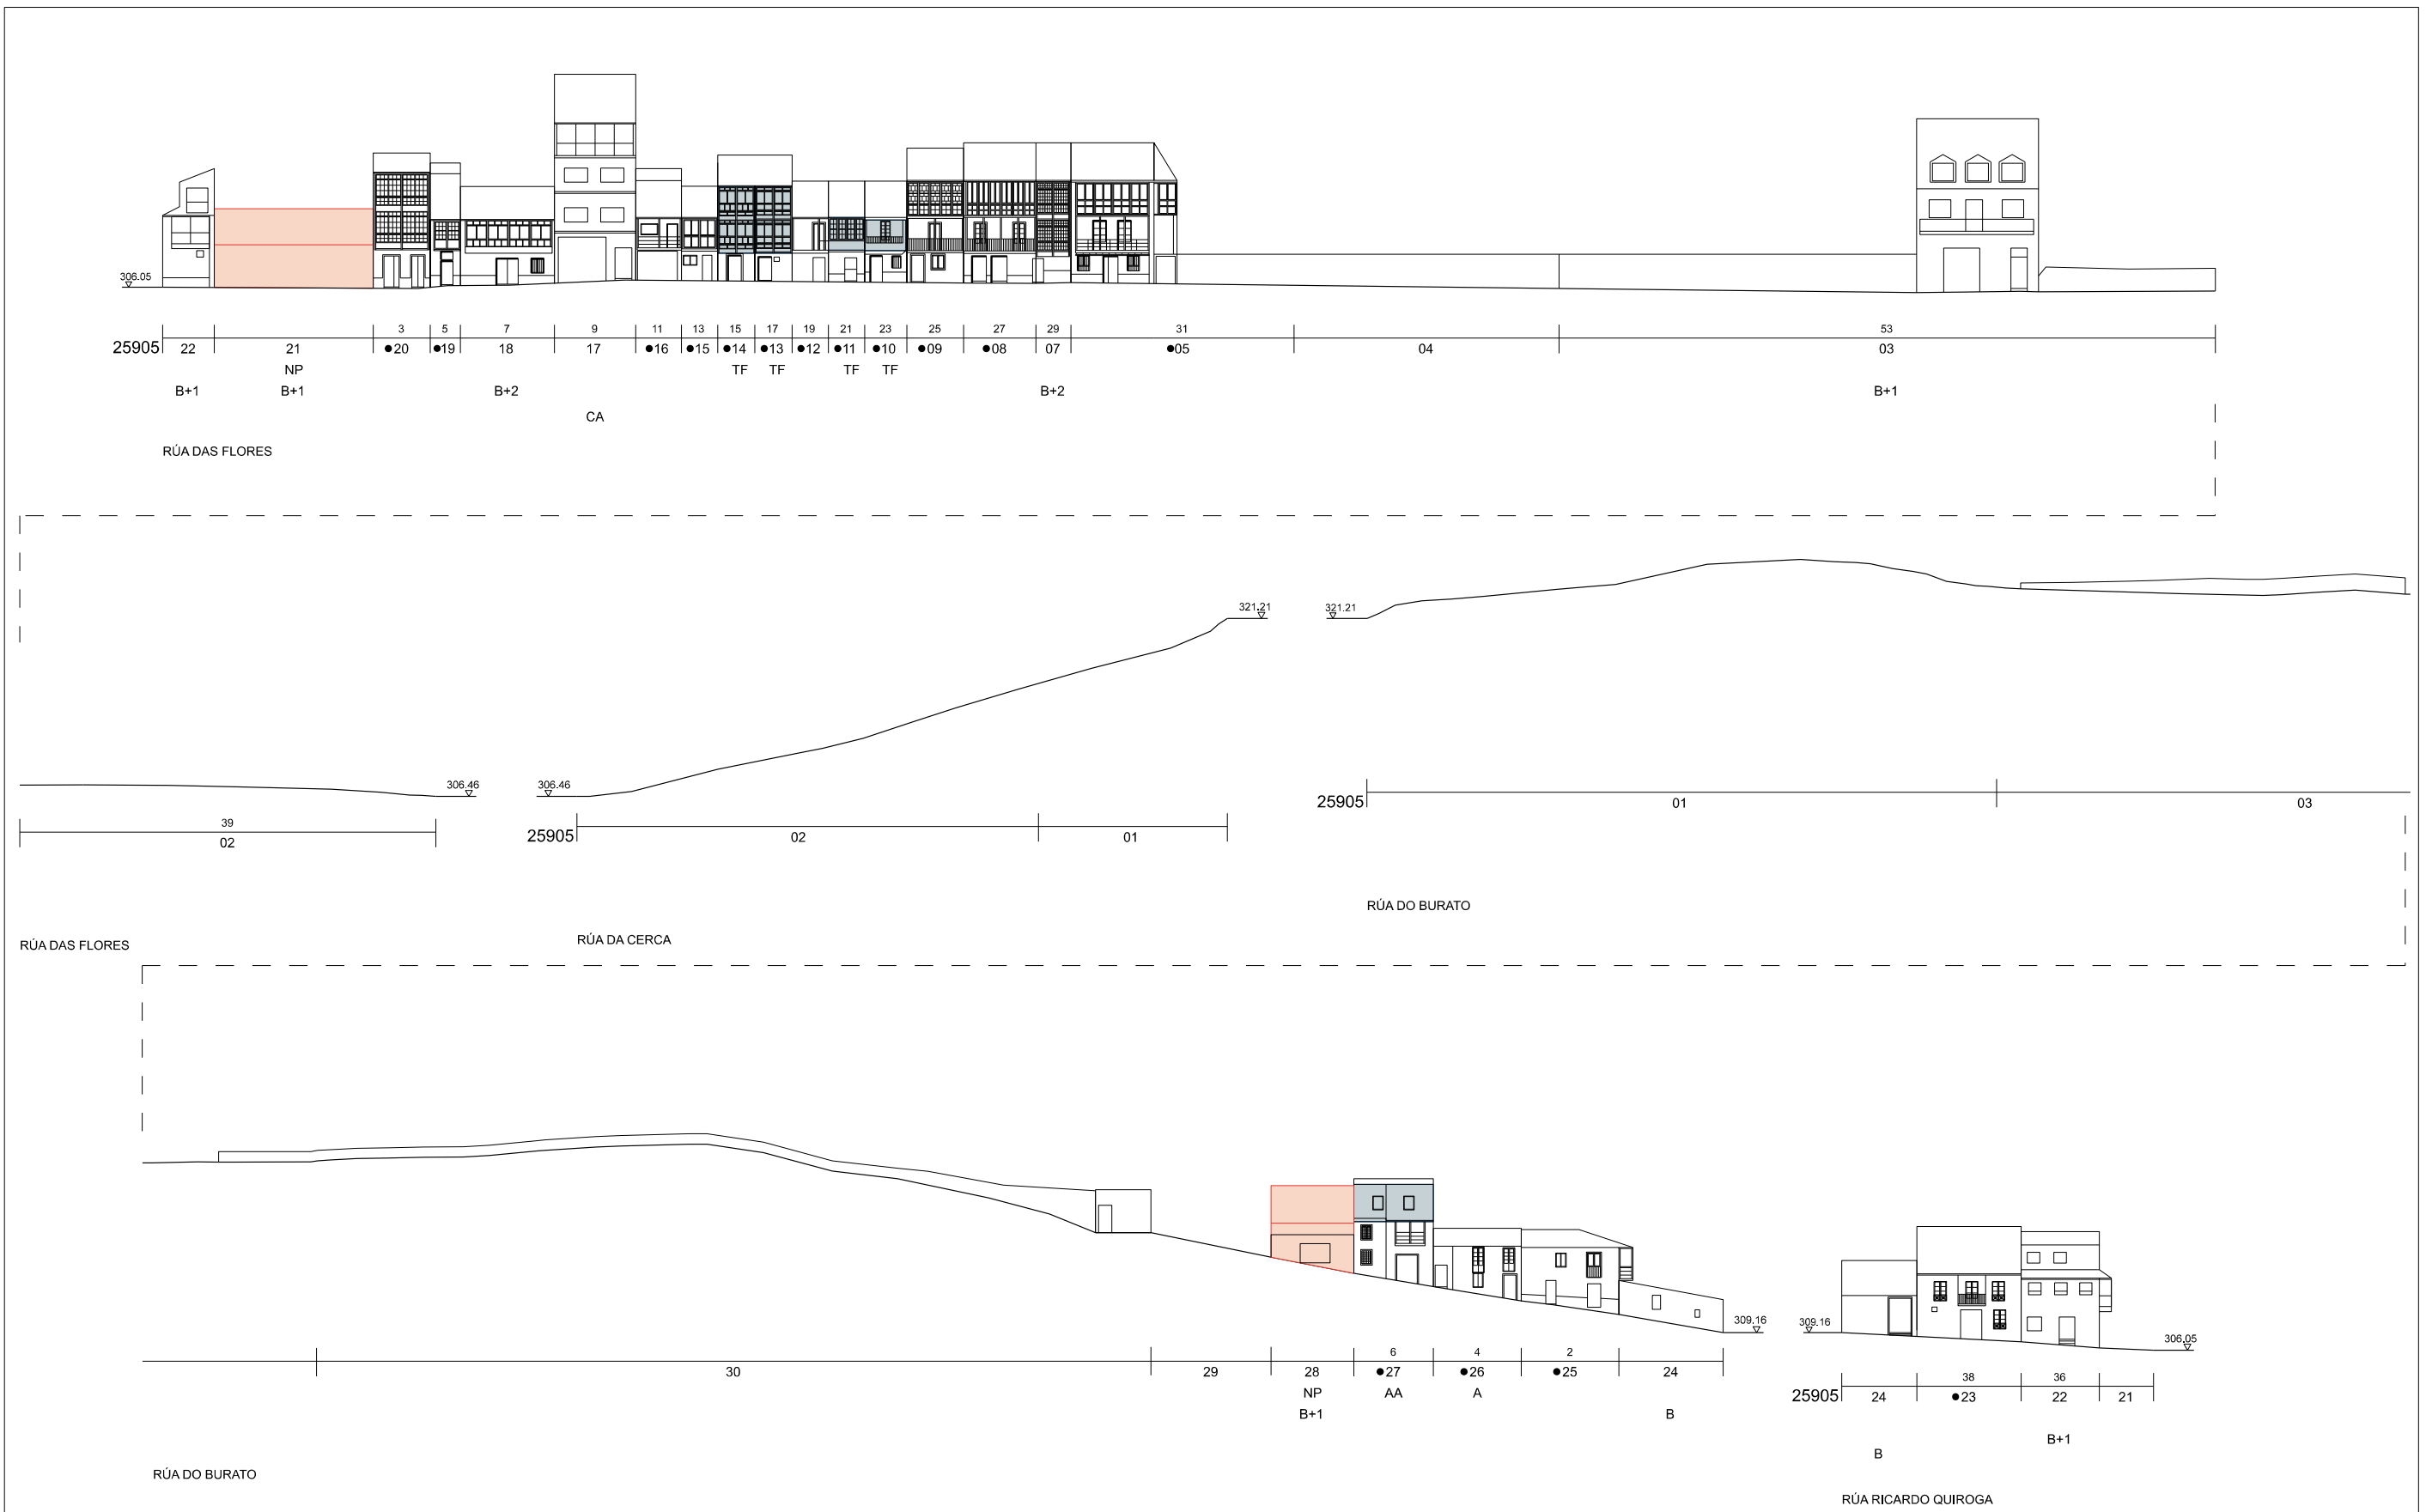 306.05
3 5 7 9 11 13 15 17 19 21 23 25 27 29 31 53
25905 22 21 ●20 ●19 18 17 ●16 ●15 ●14 ●13 ●12 ●11 ●10 ●09 ●08 07 ●05 04 03
NP TF TF TF TF
B+1 B+1 B+2 B+2 B+1
CA
RÚA DAS FLORES
321.21 321.21
306.46 306.46
25905 01 03
39
02
25905 02 01
RÚA DO BURATO
RÚA DAS FLORES
RÚA DA CERCA
309.16 309.16
306.05
6 4 2
30 29 28 ●27 ●26 ●25 24
NP AA A
B+1 B
38 36
25905 24 ●23 22 21
B+1
B
RÚA DO BURATO
RÚA RICARDO QUIROGA